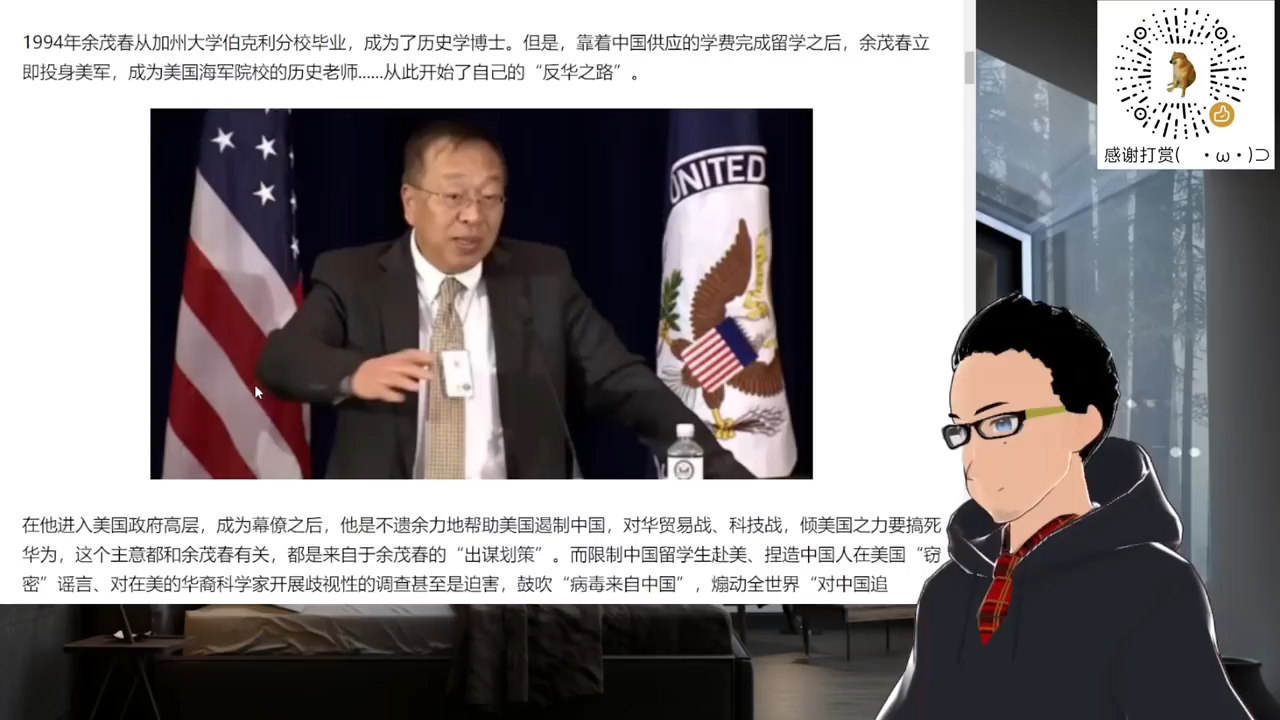 1994年余茂春从加州大学伯克利分校毕业，成为了历史学博士。但是，靠着中国供应的学费完成留学之后，余茂春立
即投身美军，成为美国海军院校的历史老师......从此开始了自己的“反华之路”。
感谢打赏(　・ω・)⊃
UNITED
在他进入美国政府高层，成为幕僚之后，他是不遗余力地帮助美国遏制中国，对华贸易战、科技战，倾美国之力要搞死
华为，这个主意都和余茂春有关，都是来自于余茂春的“出谋划策”。而限制中国留学生赴美、捏造中国人在美国“窃
密”谣言、对在美的华裔科学家开展歧视性的调查甚至是迫害，鼓吹“病毒来自中国”，煽动全世界“对中国追